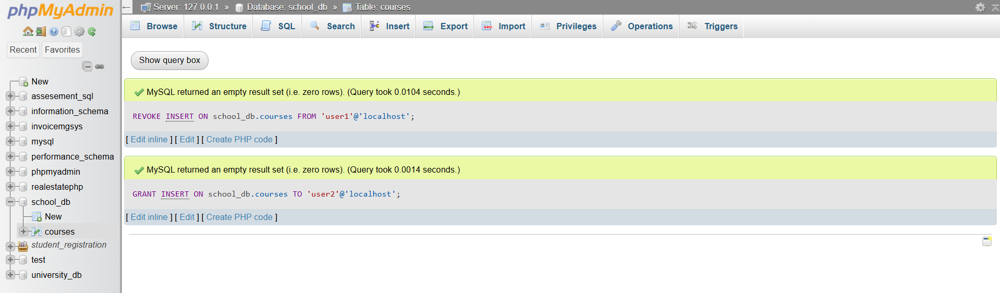 phpMyAdmin
Recent Favorites
New
assesement_sql
information_schema
invoicemgsys
mysql
performance_schema
phpmyadmin
realestatephp
school_db
New
courses
student_registration
test
university_db
Server: 127.0.0.1 » Database: school_db » Table: courses
Browse Structure SQL Search Insert Export Import Privileges Operations Triggers
Show query box
MySQL returned an empty result set (i.e. zero rows). (Query took 0.0104 seconds.)
REVOKE INSERT ON school_db.courses FROM 'user1'@'localhost';
[ Edit inline ] [ Edit ] [ Create PHP code ]
MySQL returned an empty result set (i.e. zero rows). (Query took 0.0014 seconds.)
GRANT INSERT ON school_db.courses TO 'user2'@'localhost';
[ Edit inline ] [ Edit ] [ Create PHP code ]